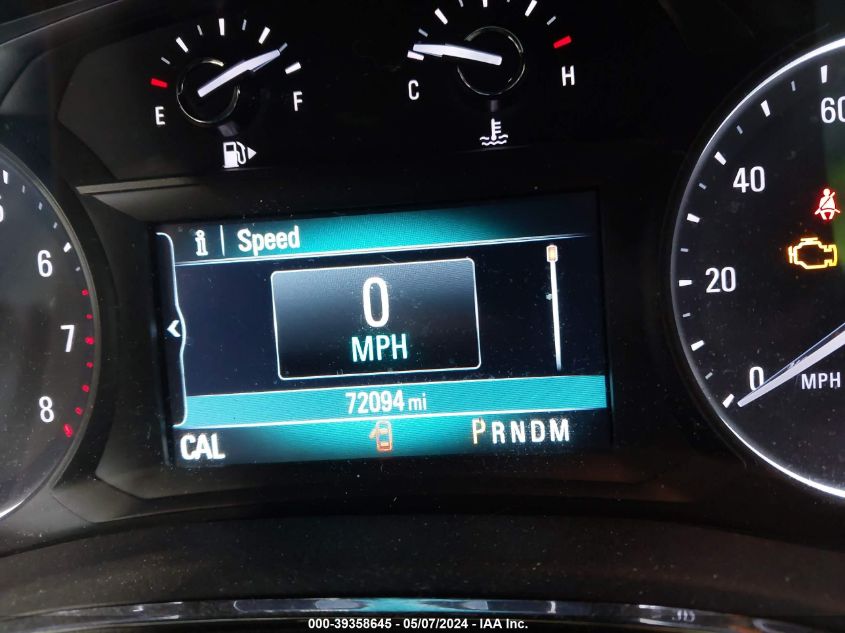 E F
C H
60
40
20
0
MPH
6
7
8
i | Speed
0
MPH
72094 mi
CAL
PRNDM
000-39358645 - 05/07/2024 - IAA Inc.